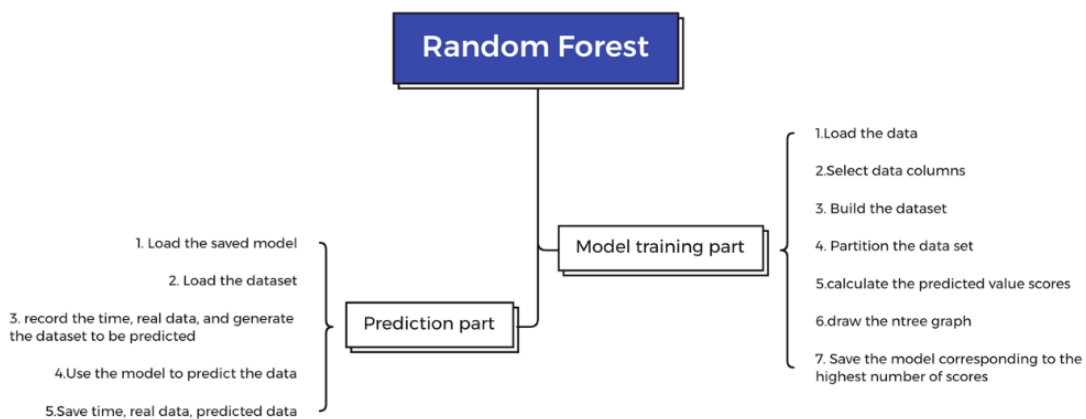 Random Forest
Model training part
1.Load the data
2.Select data columns
3. Build the dataset
4. Partition the data set
5.calculate the predicted value scores
6.draw the ntree graph
7. Save the model corresponding to the
highest number of scores
Prediction part
1. Load the saved model
2. Load the dataset
3. record the time, real data, and generate
the dataset to be predicted
4.Use the model to predict the data
5.Save time, real data, predicted data